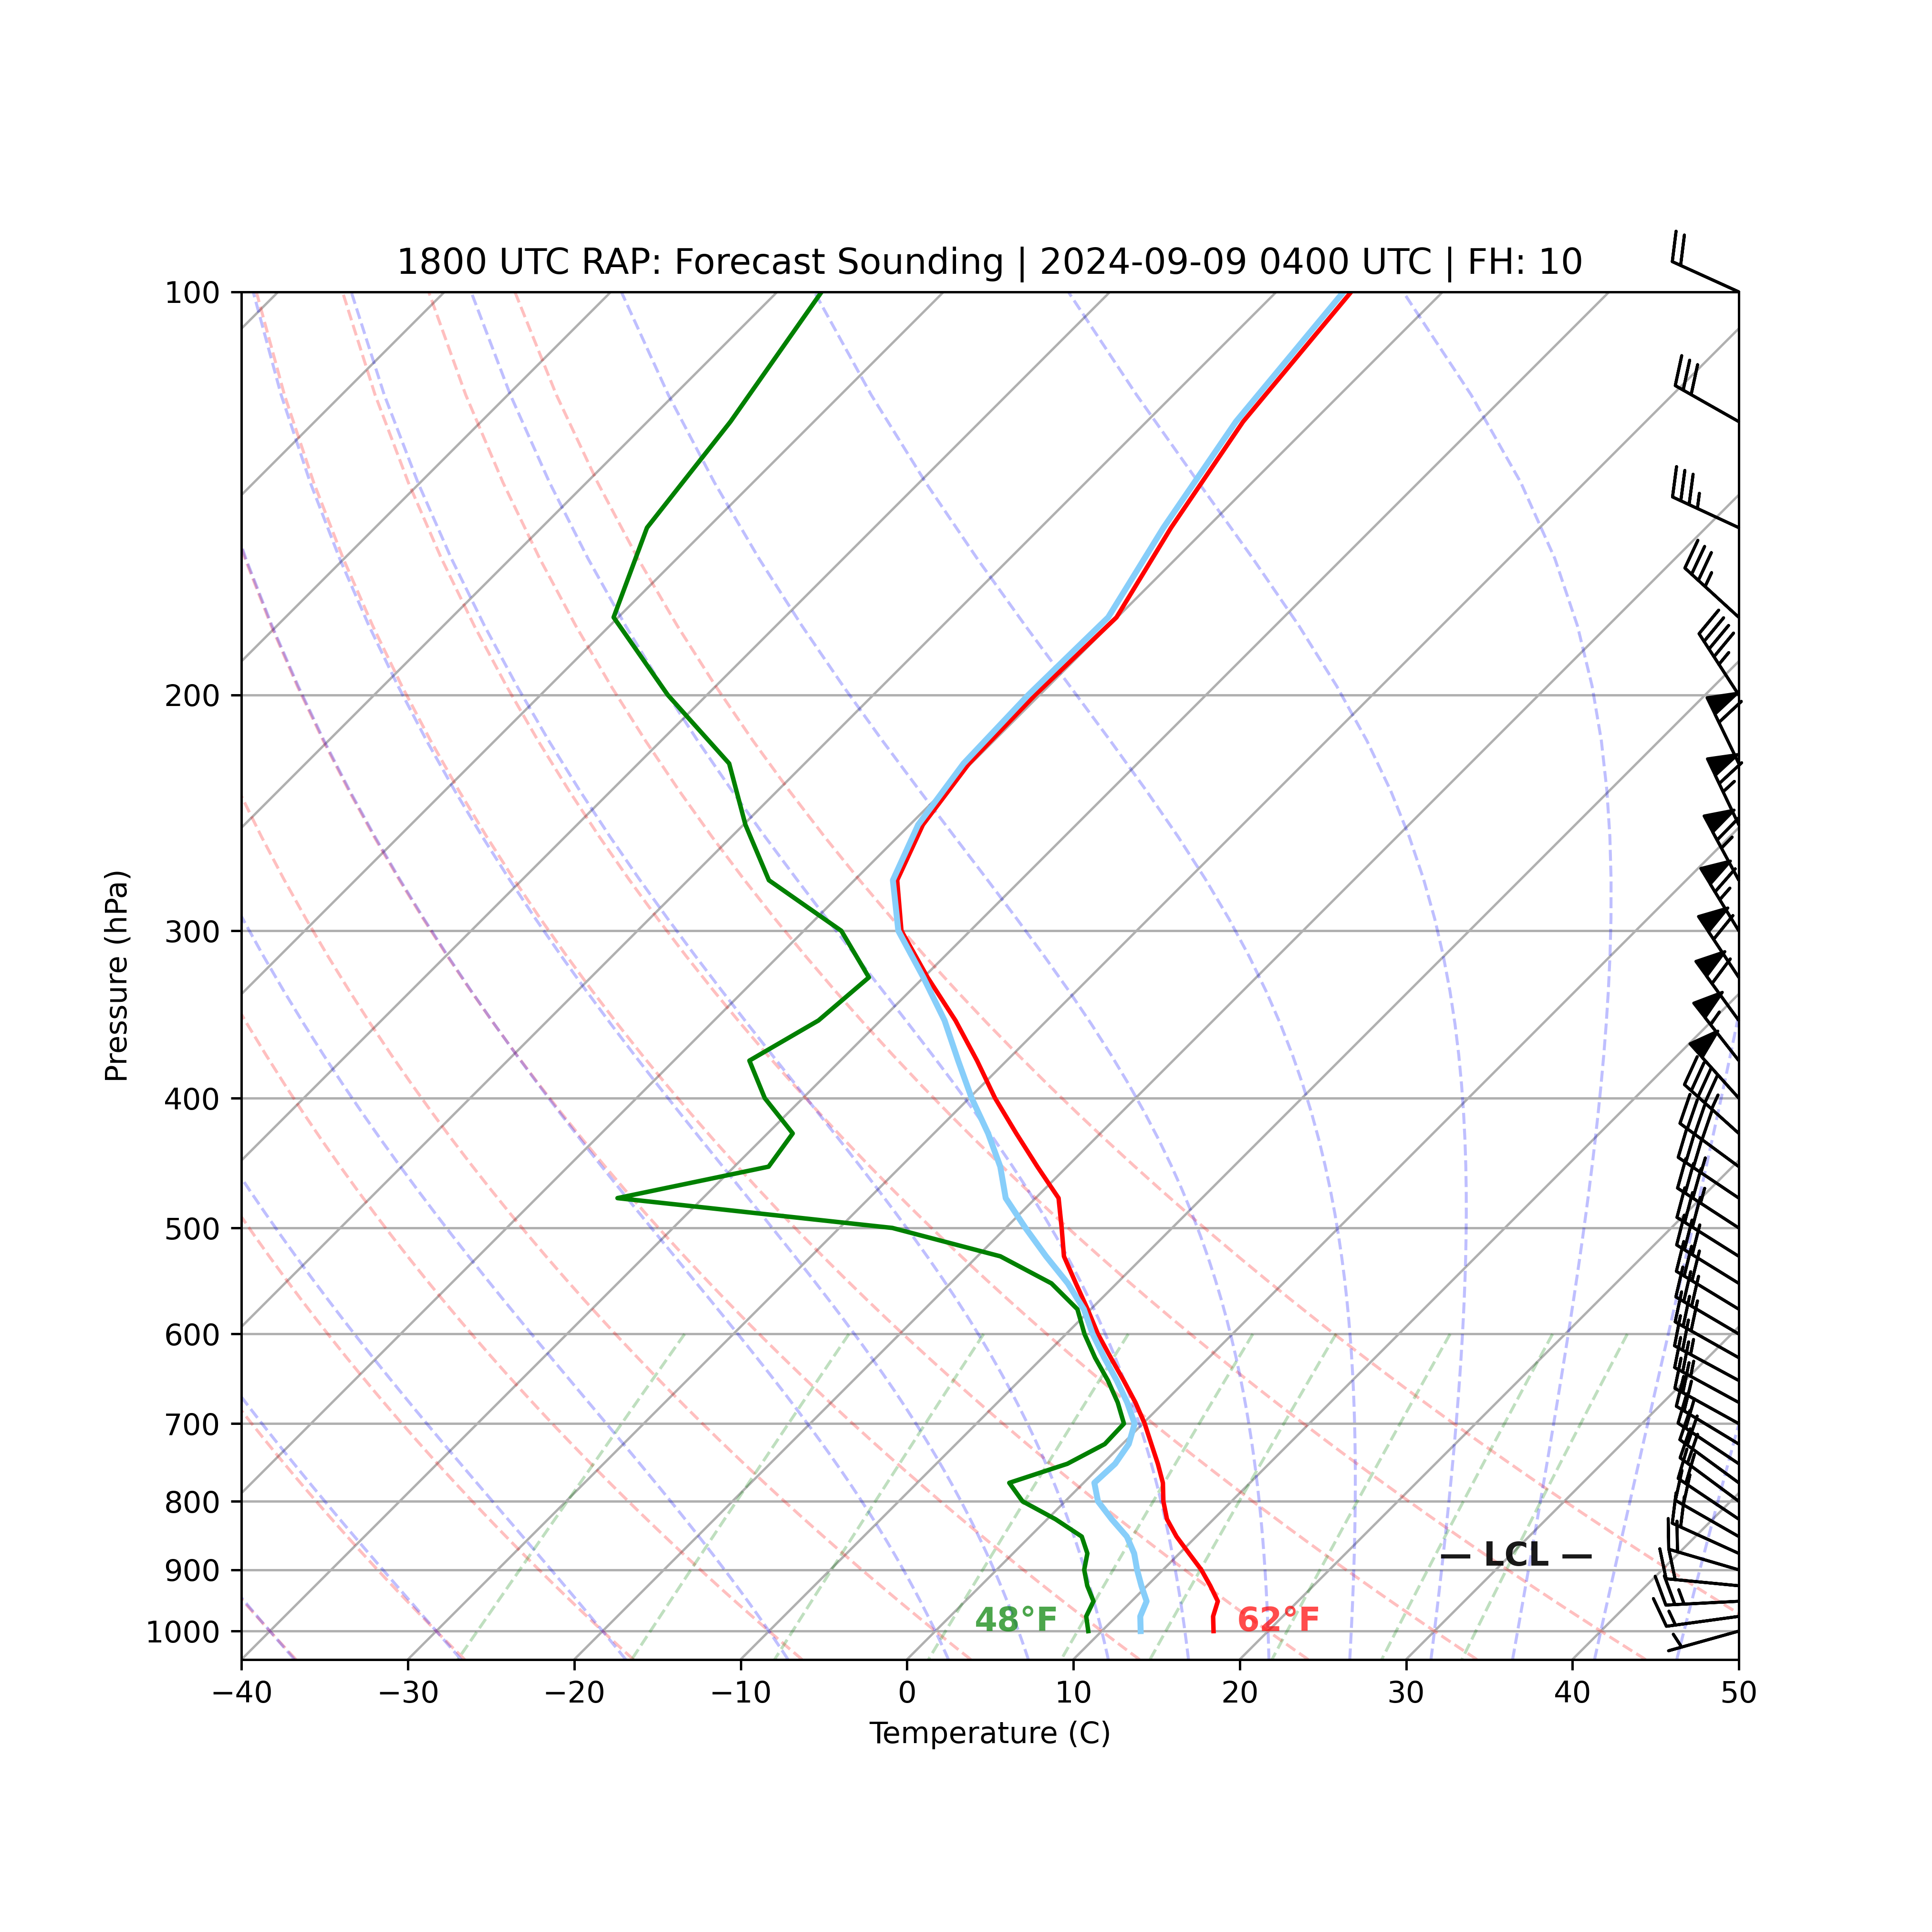 1800 UTC RAP: Forecast Sounding | 2024-09-09 0400 UTC | FH: 10
100
200
300
400
500
600
700
800
900
1000
Pressure (hPa)
— LCL —
48°F
62°F
−40 −30 −20 −10 0 10 20 30 40 50
Temperature (C)